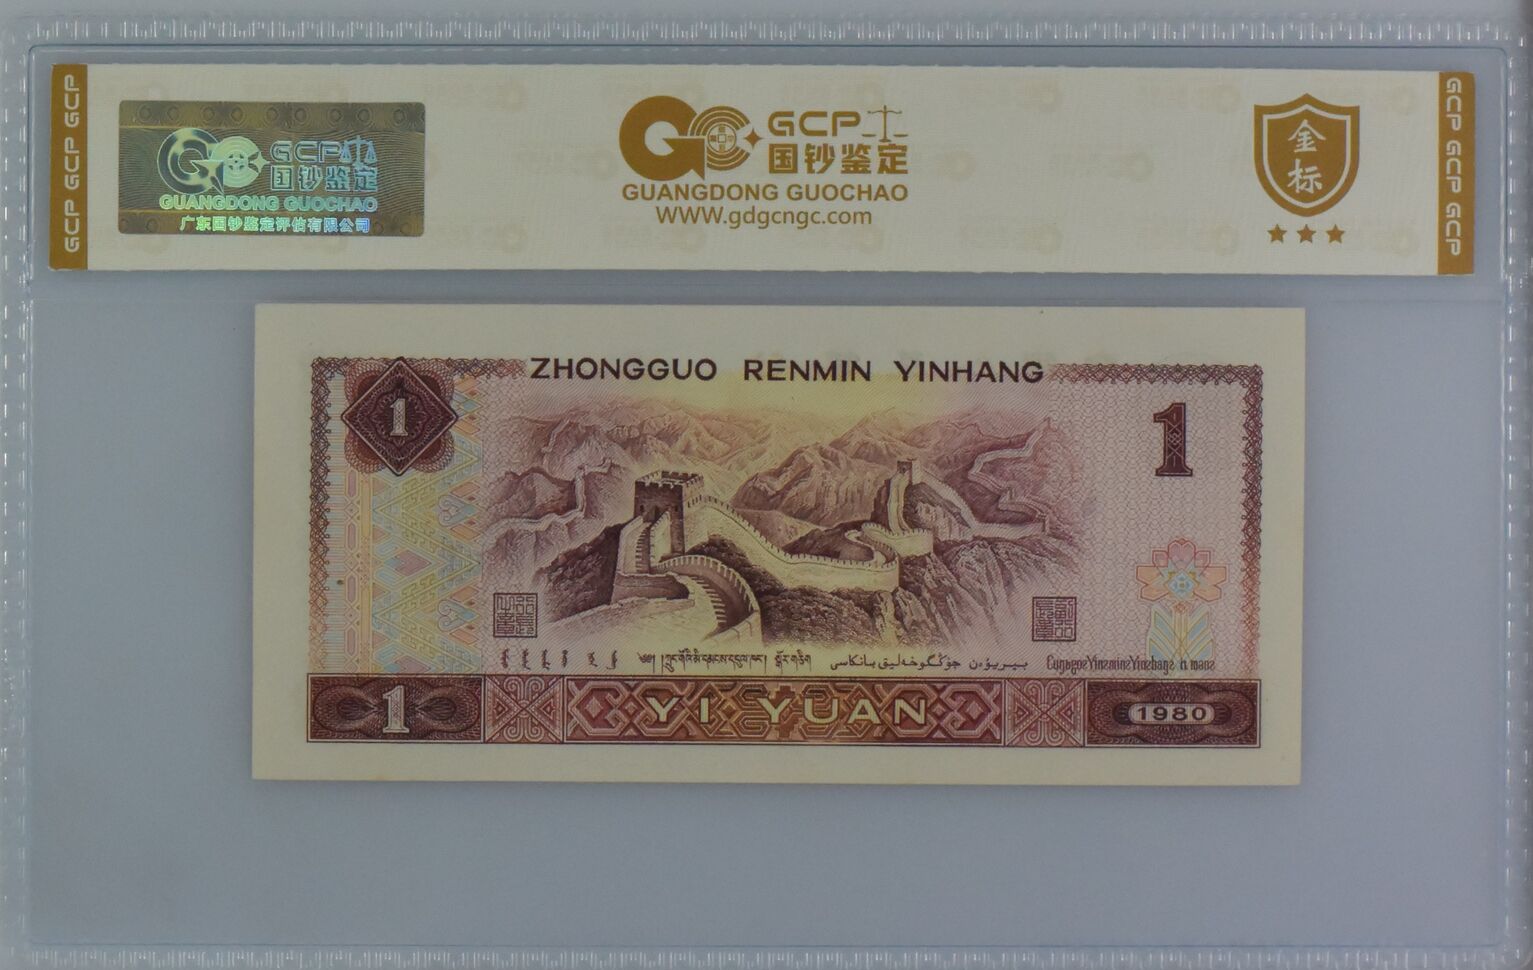 GCP GCP GCP
GCP
国钞鉴定
GUANGDONG GUOCHAO
广东国钞鉴定评估有限公司
GCP
国钞鉴定
GUANGDONG GUOCHAO
WWW.gdgcngc.com
金
标
GCP GCP GCP
ZHONGGUO RENMIN YINHANG
1
1
1
YI YUAN
1980